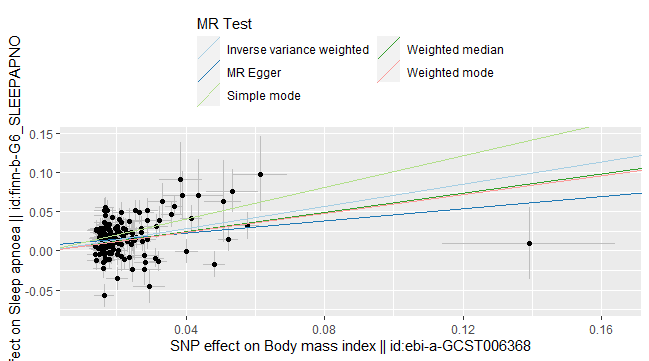 MR Test
Inverse variance weighted
Weighted median
MR Egger
Weighted mode
Simple mode
ect on Sleep apnoea || id:finn-b-G6_SLEEPAPNO
0.15
0.10
0.05
0.00
-0.05
0.04
0.08
0.12
0.16
SNP effect on Body mass index || id:ebi-a-GCST006368